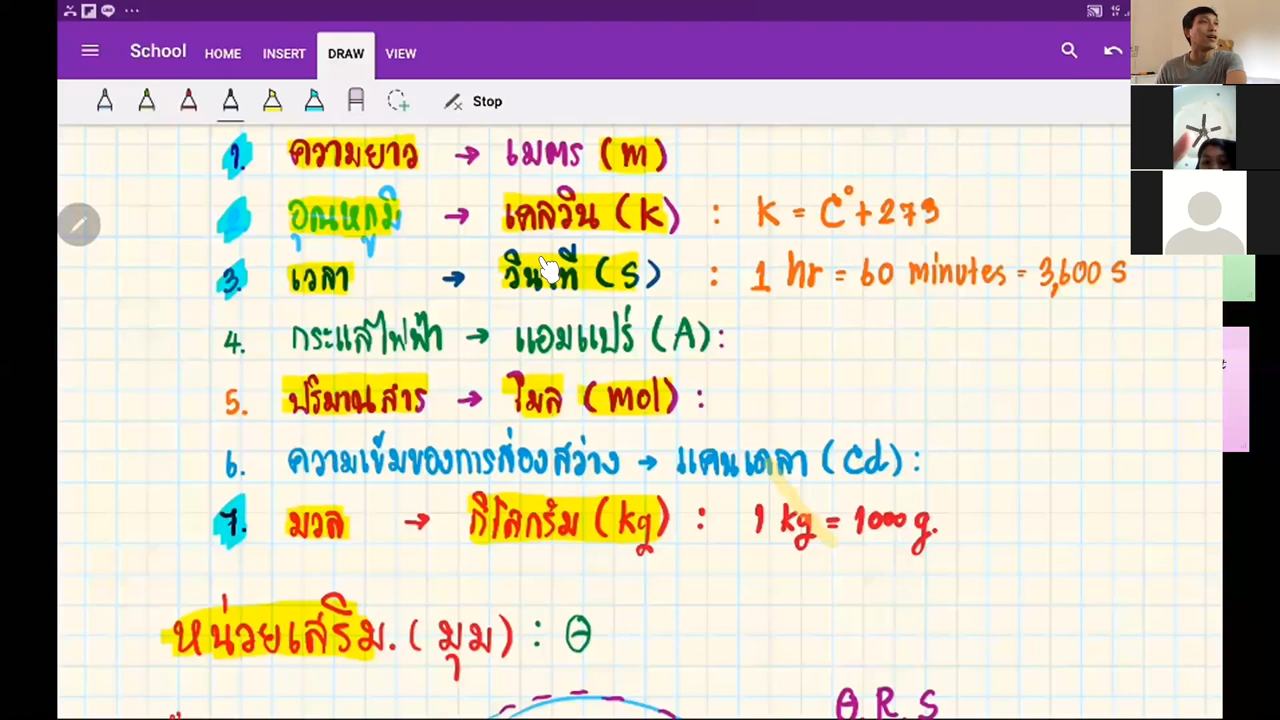 School HOME INSERT DRAW VIEW
Stop
1. ความยาว → เมตร (m)
2. อุณหภูมิ → เคลวิน (K) : K = C° + 273
3. เวลา → วินาที (S) : 1 hr = 60 minutes = 3,600 S
4. กระแสไฟฟ้า → แอมแปร์ (A) :
5. ปริมาณสาร → โมล (mol) :
6. ความเข้มของการส่องสว่าง → แคนเดลา (Cd) :
7. มวล → กิโลกรัม (kg) : 1 kg = 1000 g.
หน่วยเสริม. (มุม) : θ
θ, R, S